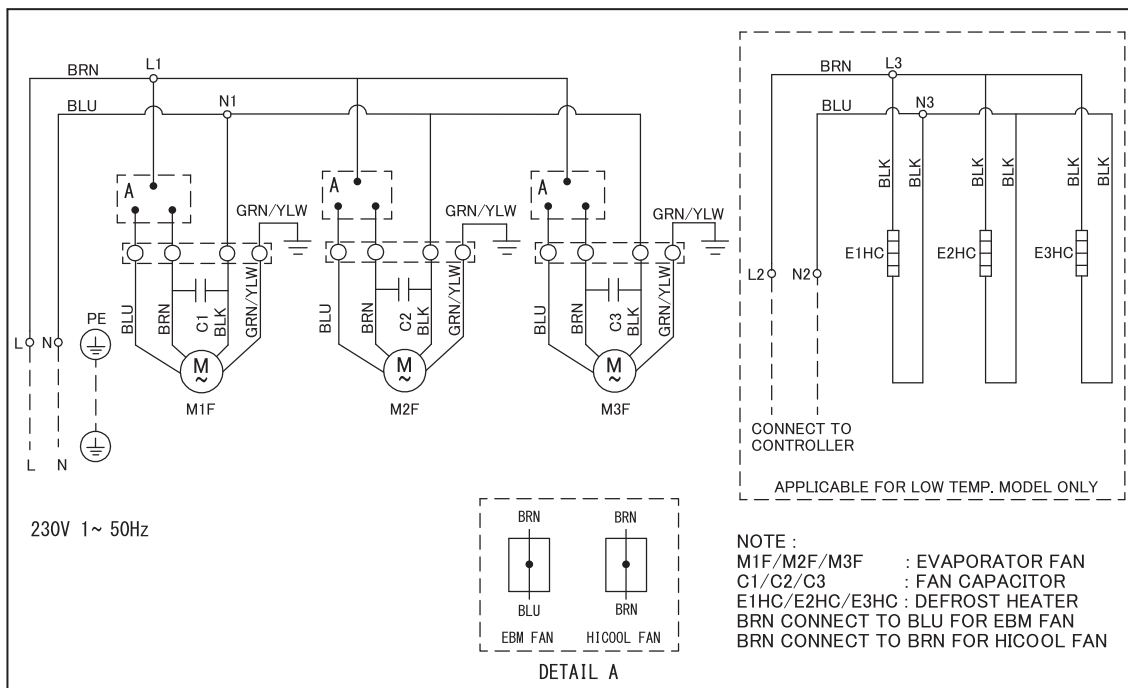 BRN
L1
BLU
N1
A
A
A
GRN/YLW
GRN/YLW
GRN/YLW
BLU
BRN
C1
BLK
GRN/YLW
BLU
BRN
C2
BLK
GRN/YLW
BLU
BRN
C3
BLK
GRN/YLW
PE
L
N
M
~
M
~
M
~
M1F
M2F
M3F
L
N
230V 1~ 50Hz
BRN
L3
BLU
N3
BLK
BLK
BLK
BLK
BLK
BLK
E1HC
E2HC
E3HC
L2
N2
CONNECT TO
CONTROLLER
APPLICABLE FOR LOW TEMP. MODEL ONLY
BRN
BRN
BLU
BRN
EBM FAN
HICOOL FAN
DETAIL A
NOTE :
M1F/M2F/M3F : EVAPORATOR FAN
C1/C2/C3 : FAN CAPACITOR
E1HC/E2HC/E3HC : DEFROST HEATER
BRN CONNECT TO BLU FOR EBM FAN
BRN CONNECT TO BRN FOR HICOOL FAN